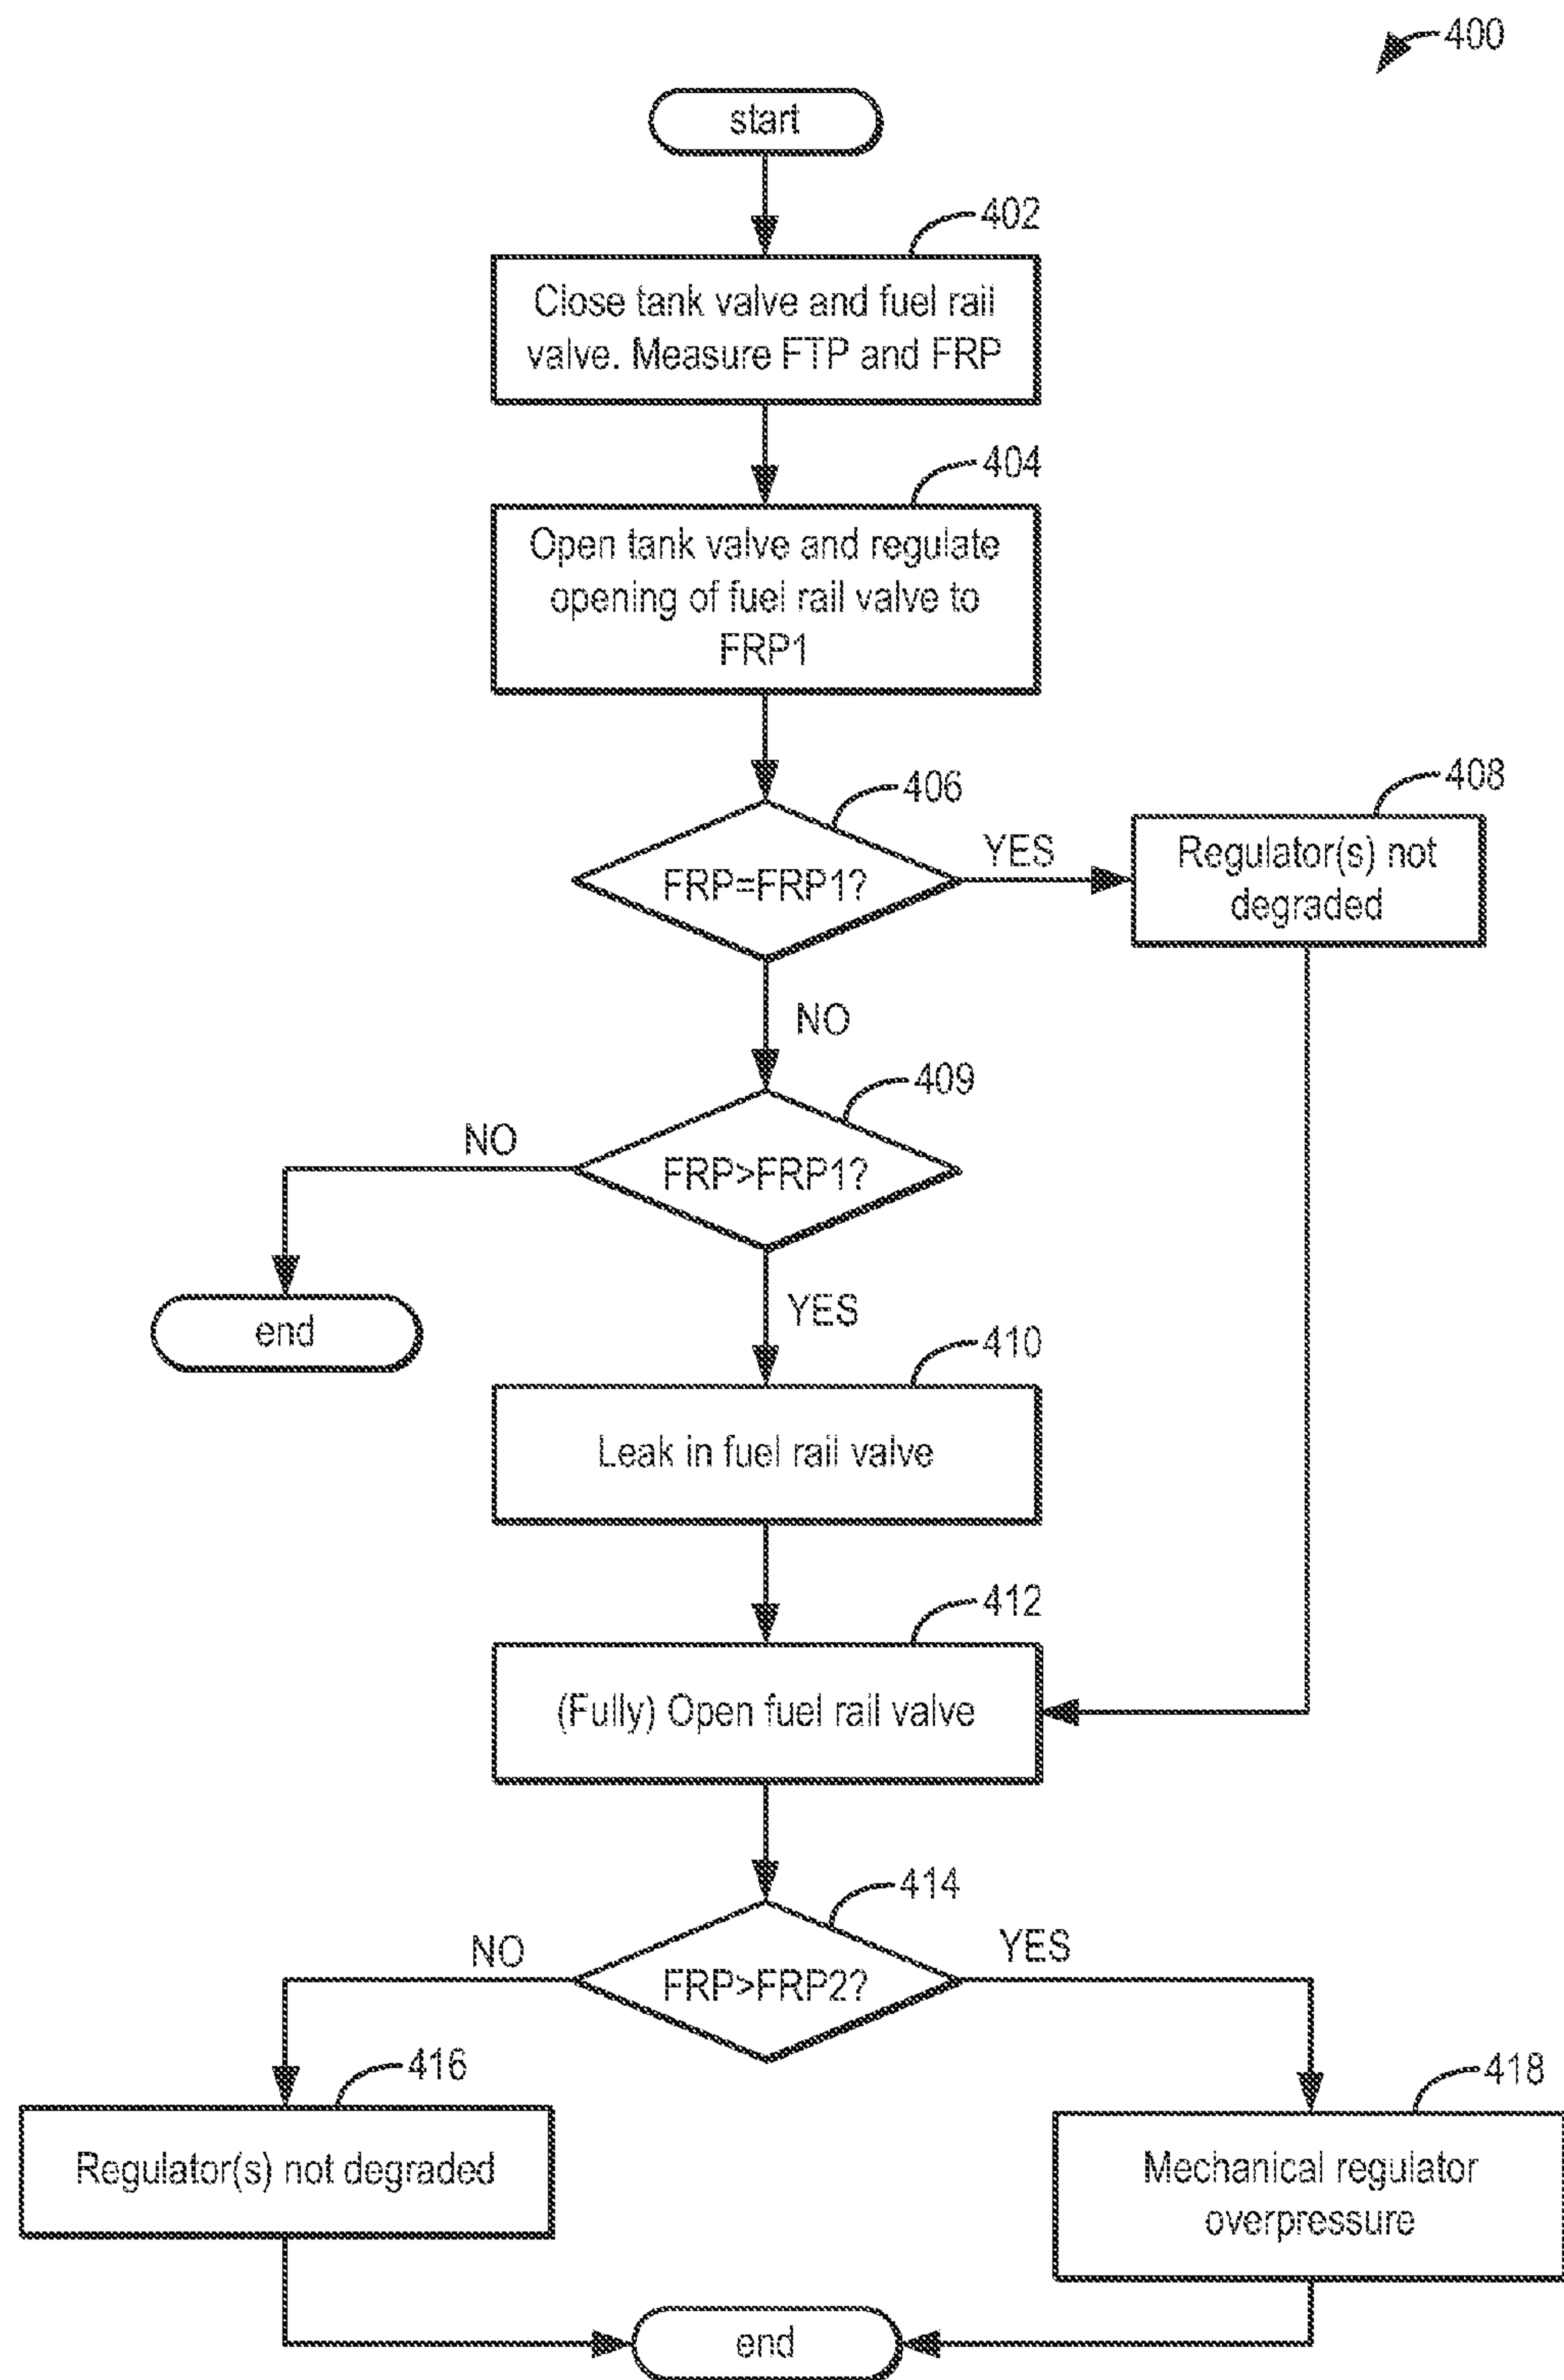 400
start
402
Close tank valve and fuel rail
valve. Measure FTP and FRP
404
Open tank valve and regulate
opening of fuel rail valve to
FRP1
406
408
FRP=FRP1?
YES
Regulator(s) not
degraded
NO
409
NO
FRP>FRP1?
end
YES
410
Leak in fuel rail valve
412
(Fully) Open fuel rail valve
414
NO
YES
FRP>FRP2?
416
418
Regulator(s) not degraded
Mechanical regulator
overpressure
end